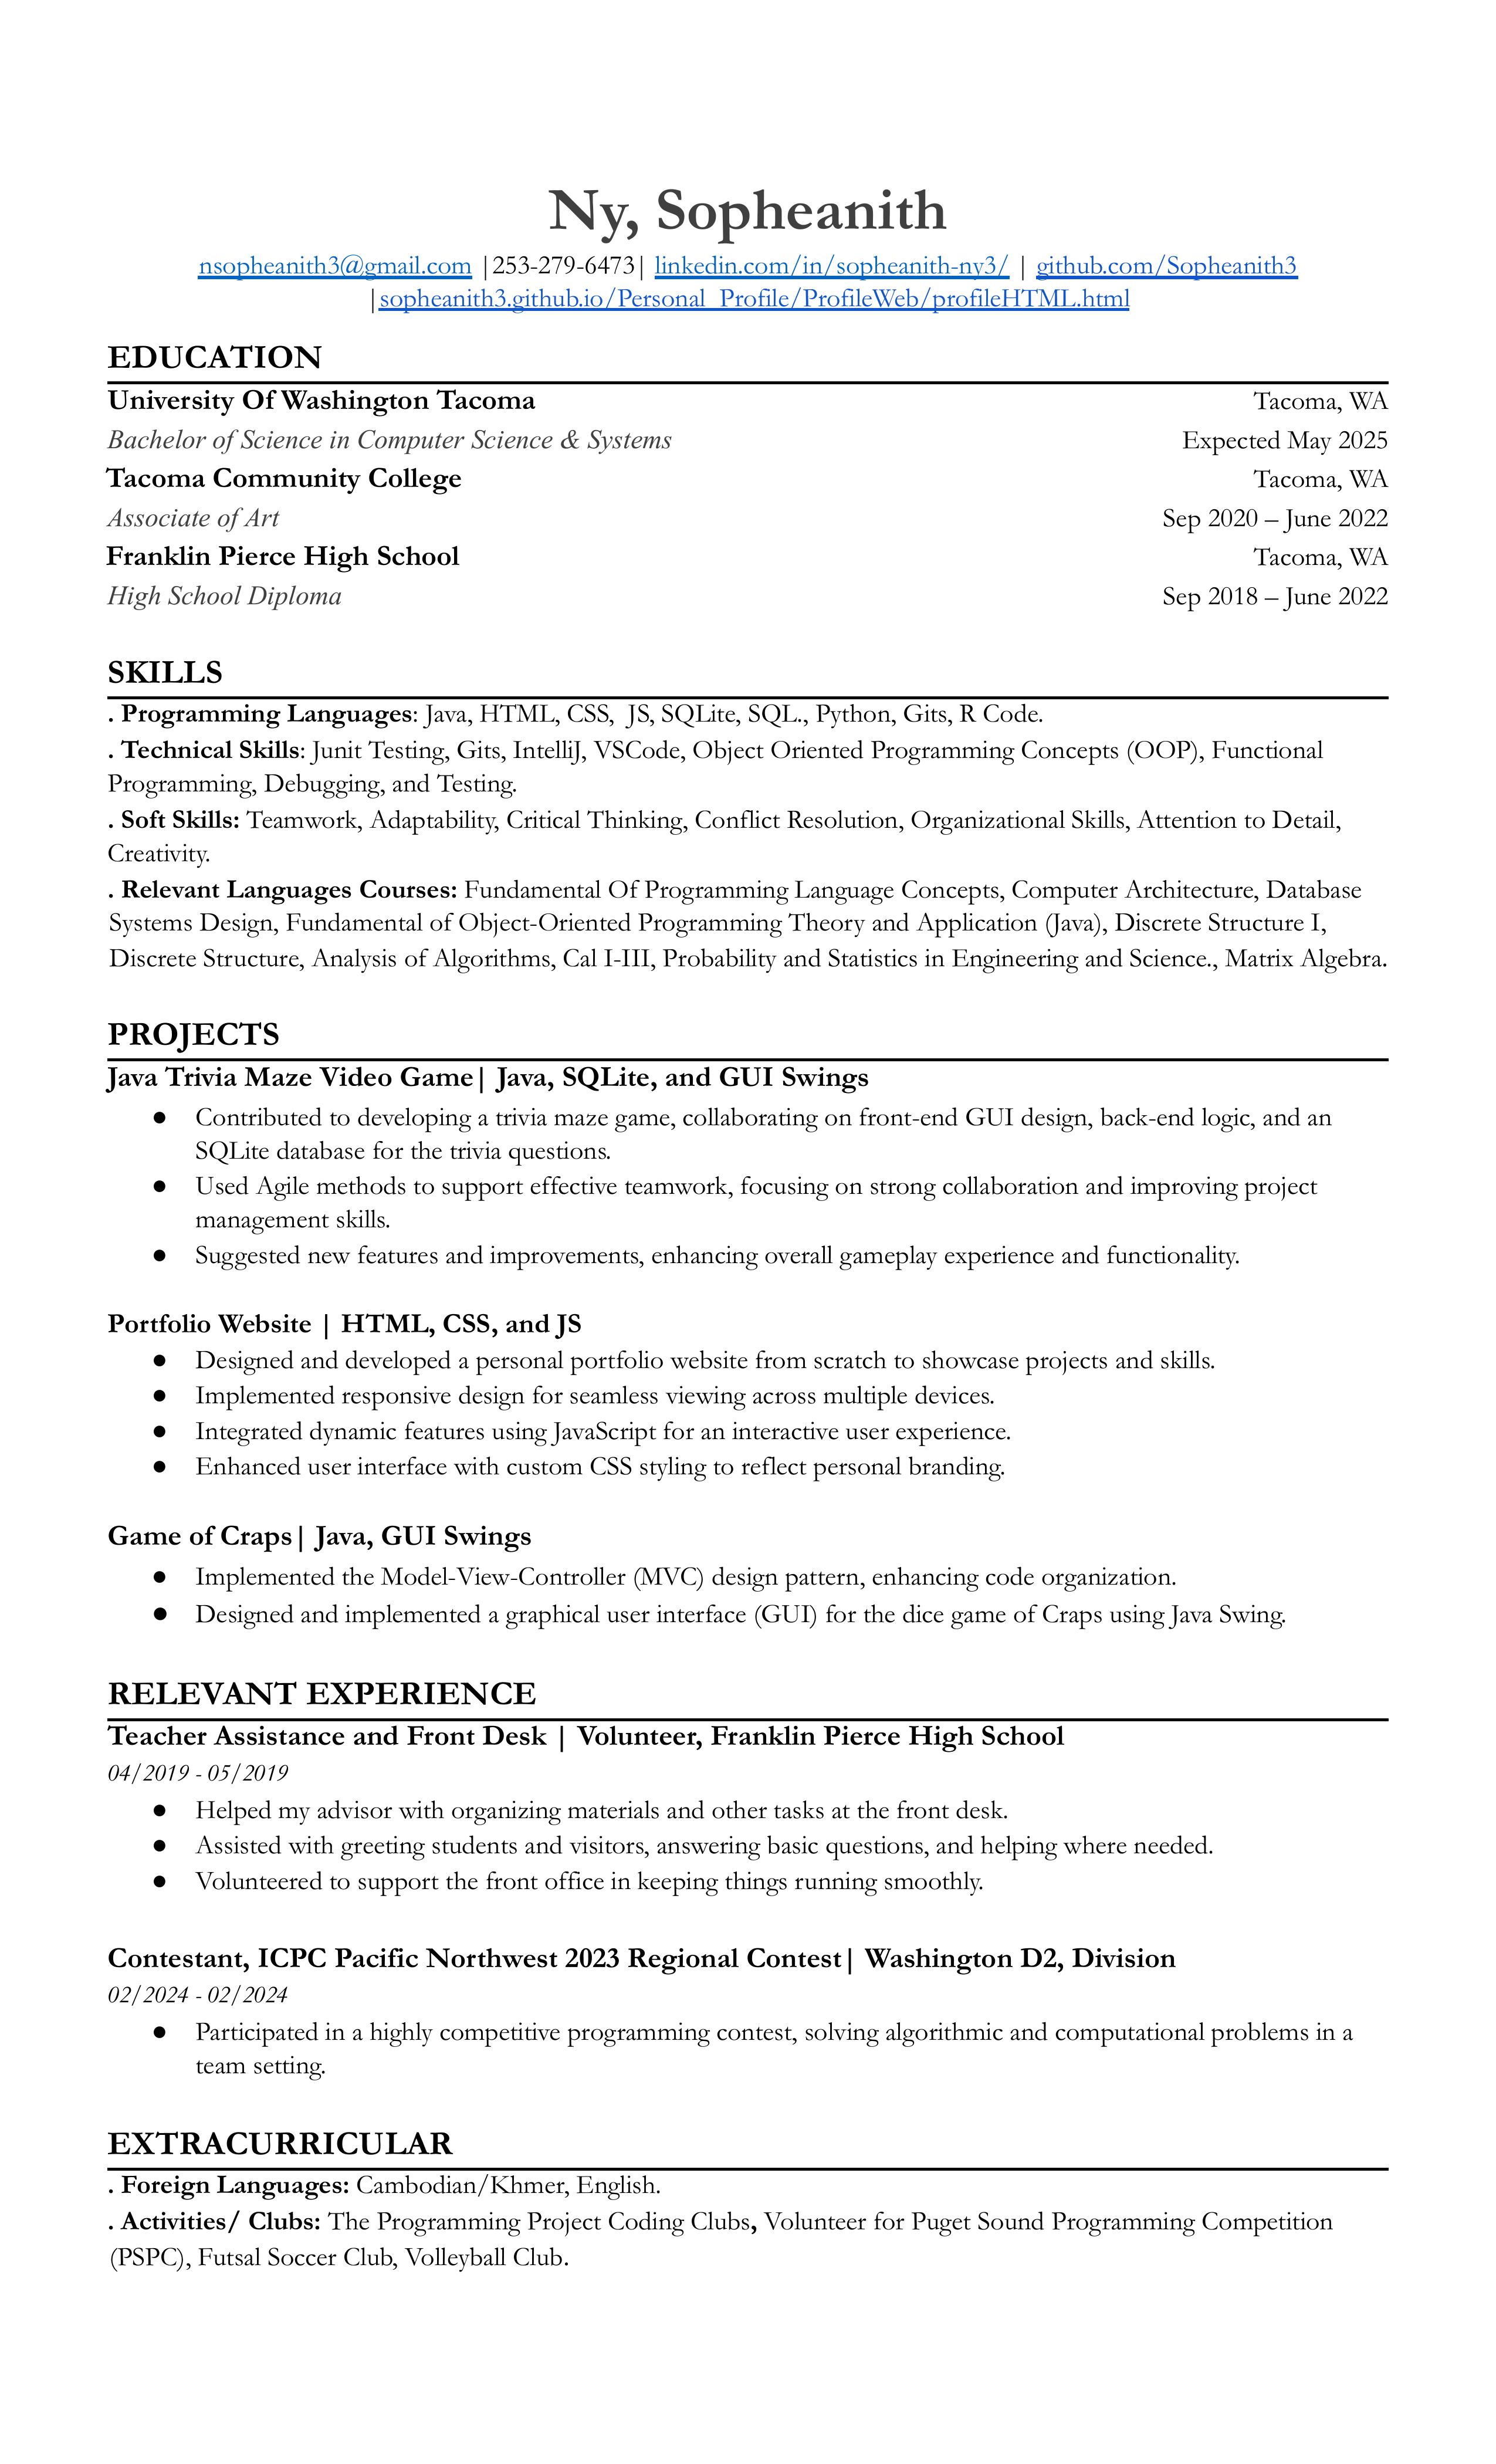 Ny, Sopheanith
nsopheanith3@gmail.com |253-279-6473| linkedin.com/in/sopheanith-ny3/ | github.com/Sopheanith3
|sopheanith3.github.io/Personal_Profile/ProfileWeb/profileHTML.html
EDUCATION
University Of Washington Tacoma Tacoma, WA
Bachelor of Science in Computer Science & Systems Expected May 2025
Tacoma Community College Tacoma, WA
Associate of Art Sep 2020 – June 2022
Franklin Pierce High School Tacoma, WA
High School Diploma Sep 2018 – June 2022
SKILLS
. Programming Languages: Java, HTML, CSS, JS, SQLite, SQL., Python, Gits, R Code.
. Technical Skills: Junit Testing, Gits, IntelliJ, VSCode, Object Oriented Programming Concepts (OOP), Functional
Programming, Debugging, and Testing.
. Soft Skills: Teamwork, Adaptability, Critical Thinking, Conflict Resolution, Organizational Skills, Attention to Detail,
Creativity.
. Relevant Languages Courses: Fundamental Of Programming Language Concepts, Computer Architecture, Database
Systems Design, Fundamental of Object-Oriented Programming Theory and Application (Java), Discrete Structure I,
Discrete Structure, Analysis of Algorithms, Cal I-III, Probability and Statistics in Engineering and Science., Matrix Algebra.
PROJECTS
Java Trivia Maze Video Game| Java, SQLite, and GUI Swings
● Contributed to developing a trivia maze game, collaborating on front-end GUI design, back-end logic, and an
SQLite database for the trivia questions.
● Used Agile methods to support effective teamwork, focusing on strong collaboration and improving project
management skills.
● Suggested new features and improvements, enhancing overall gameplay experience and functionality.
Portfolio Website | HTML, CSS, and JS
● Designed and developed a personal portfolio website from scratch to showcase projects and skills.
● Implemented responsive design for seamless viewing across multiple devices.
● Integrated dynamic features using JavaScript for an interactive user experience.
● Enhanced user interface with custom CSS styling to reflect personal branding.
Game of Craps| Java, GUI Swings
● Implemented the Model-View-Controller (MVC) design pattern, enhancing code organization.
● Designed and implemented a graphical user interface (GUI) for the dice game of Craps using Java Swing.
RELEVANT EXPERIENCE
Teacher Assistance and Front Desk | Volunteer, Franklin Pierce High School
04/2019 - 05/2019
● Helped my advisor with organizing materials and other tasks at the front desk.
● Assisted with greeting students and visitors, answering basic questions, and helping where needed.
● Volunteered to support the front office in keeping things running smoothly.
Contestant, ICPC Pacific Northwest 2023 Regional Contest| Washington D2, Division
02/2024 - 02/2024
● Participated in a highly competitive programming contest, solving algorithmic and computational problems in a
team setting.
EXTRACURRICULAR
. Foreign Languages: Cambodian/Khmer, English.
. Activities/ Clubs: The Programming Project Coding Clubs, Volunteer for Puget Sound Programming Competition
(PSPC), Futsal Soccer Club, Volleyball Club.